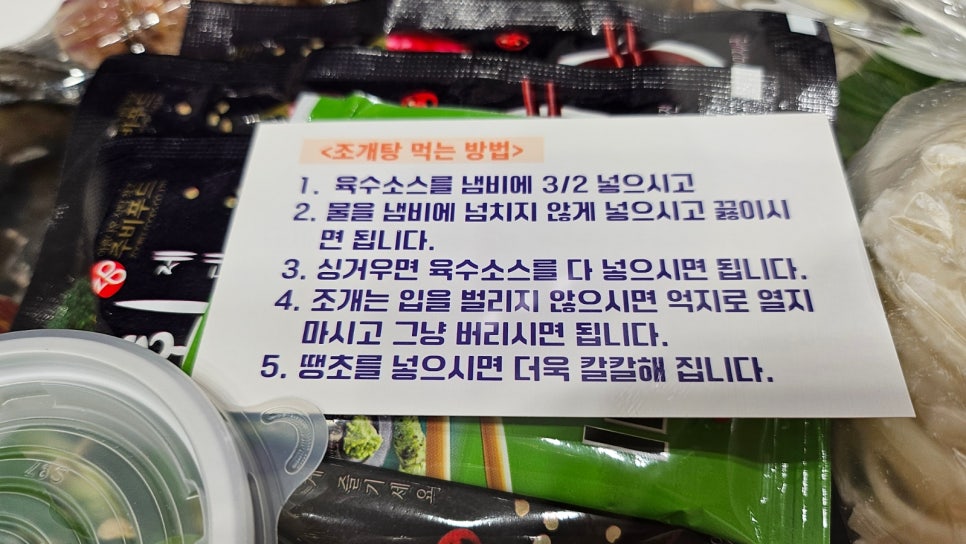 <조개탕 먹는 방법>
1. 육수소스를 냄비에 3/2 넣으시고
2. 물을 냄비에 넘치지 않게 넣으시고 끓이시
면 됩니다.
3. 싱거우면 육수소스를 다 넣으시면 됩니다.
4. 조개는 입을 벌리지 않으시면 억지로 열지
마시고 그냥 버리시면 됩니다.
5. 땡초를 넣으시면 더욱 칼칼해 집니다.
즐기세요